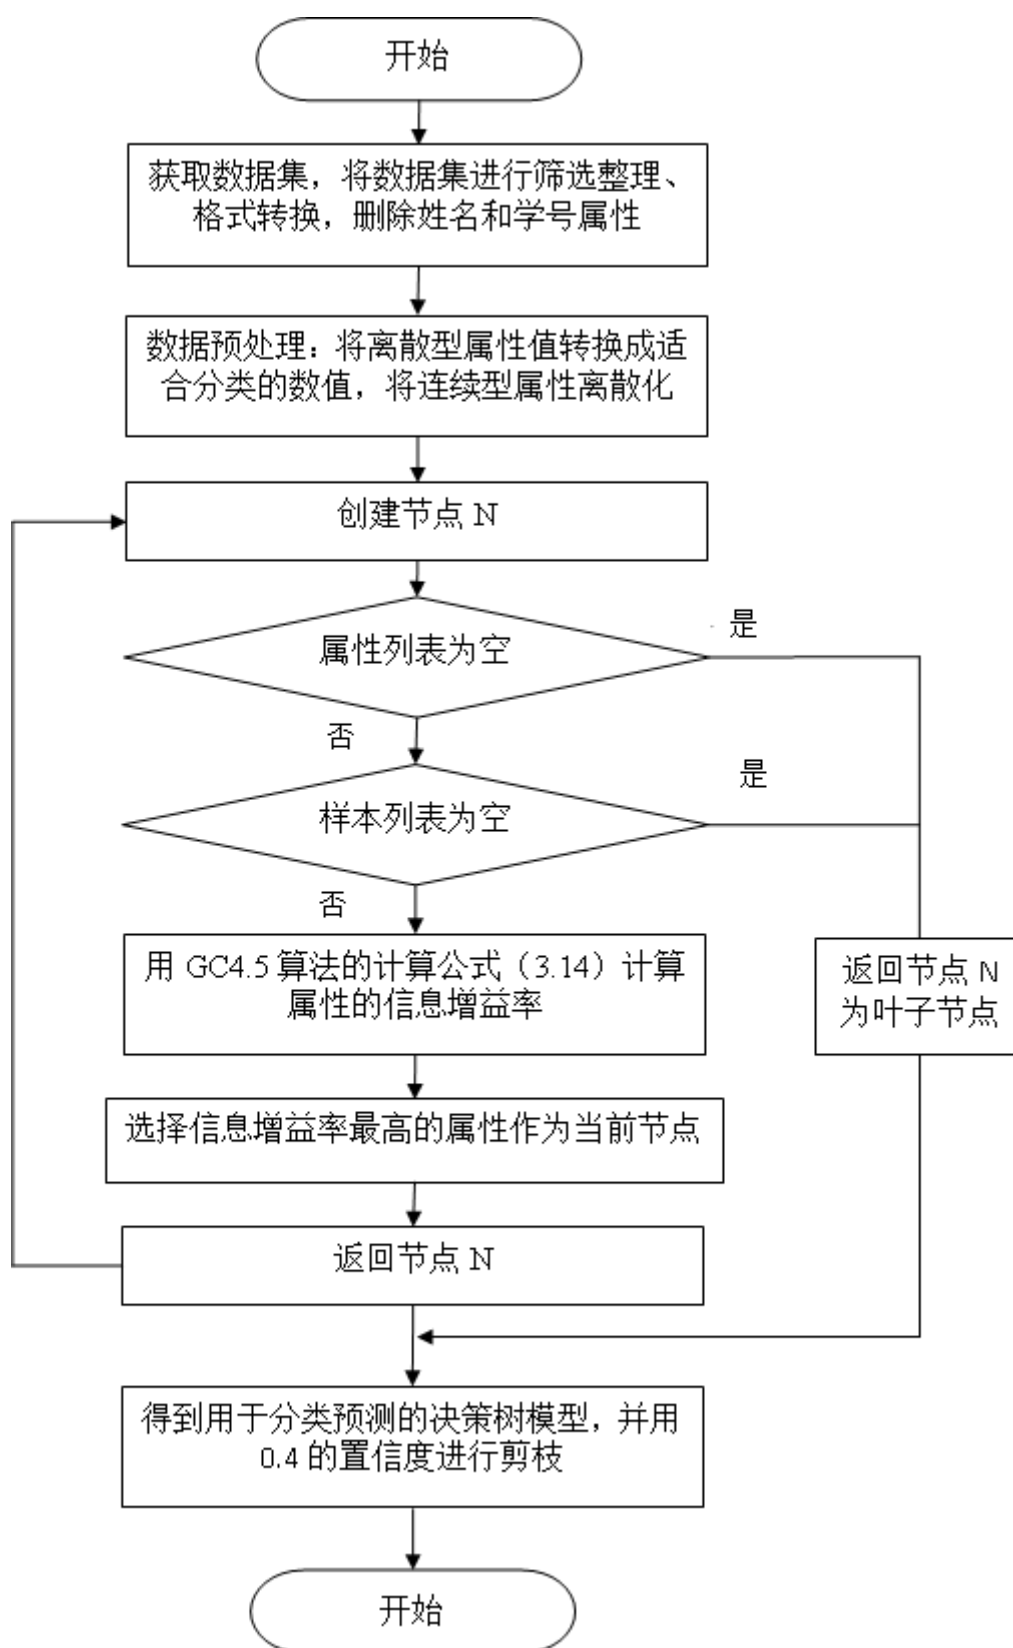 开始
获取数据集，将数据集进行筛选整理、
格式转换，删除姓名和学号属性
数据预处理：将离散型属性值转换成适
合分类的数值，将连续型属性离散化
创建节点 N
属性列表为空
是
否
样本列表为空
是
否
用 GC4.5 算法的计算公式（3.14）计算
属性的信息增益率
返回节点 N
为叶子节点
选择信息增益率最高的属性作为当前节点
返回节点 N
得到用于分类预测的决策树模型，并用
0.4 的置信度进行剪枝
开始